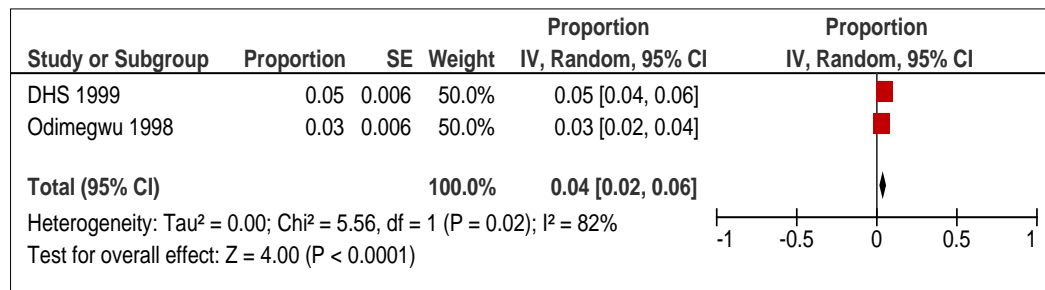 Proportion Proportion
Study or Subgroup Proportion SE Weight IV, Random, 95% CI IV, Random, 95% CI
DHS 1999 0.05 0.006 50.0% 0.05 [0.04, 0.06]
Odimegwu 1998 0.03 0.006 50.0% 0.03 [0.02, 0.04]
Total (95% CI) 100.0% 0.04 [0.02, 0.06]
Heterogeneity: Tau² = 0.00; Chi² = 5.56, df = 1 (P = 0.02); I² = 82%
Test for overall effect: Z = 4.00 (P < 0.0001)
-1 -0.5 0 0.5 1